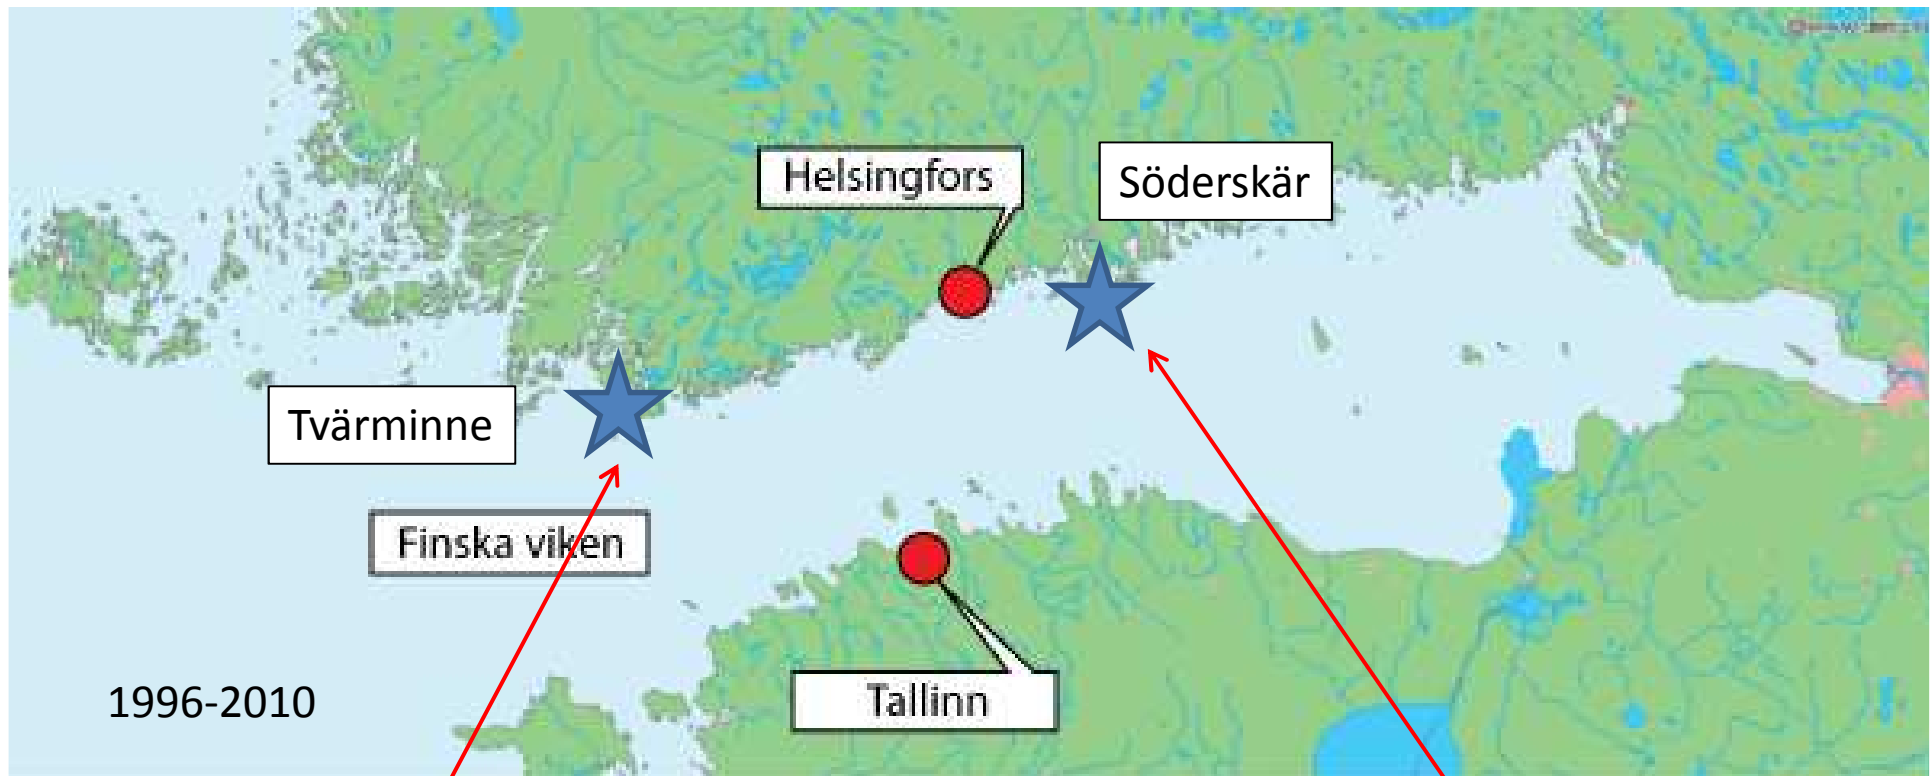 Helsingfors
Söderskär
Tvärminne
Finska viken
Tallinn
1996-2010